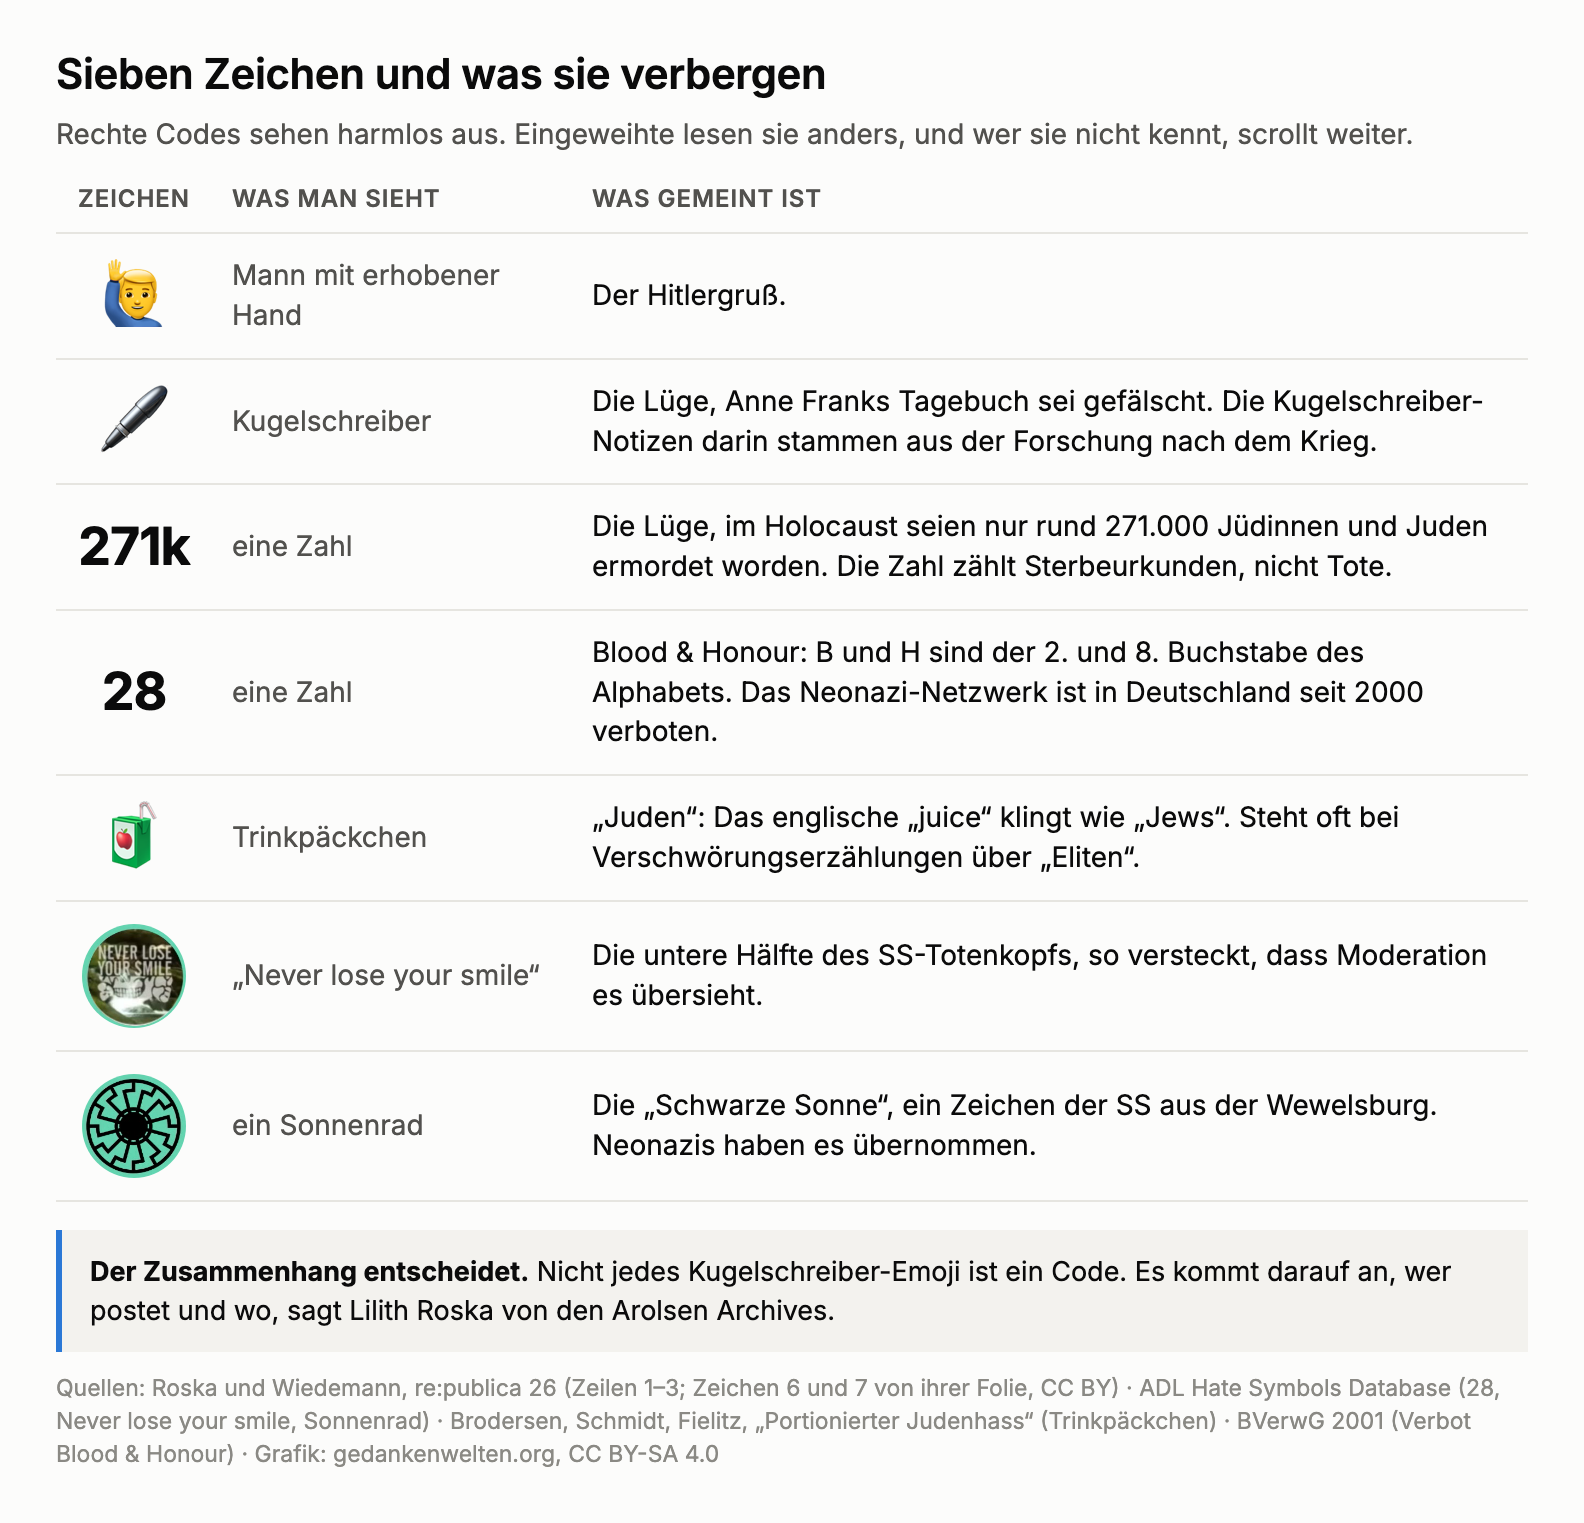 Sieben Zeichen und was sie verbergen
Rechte Codes sehen harmlos aus. Eingeweihte lesen sie anders, und wer sie nicht kennt, scrollt weiter.
ZEICHEN WAS MAN SIEHT WAS GEMEINT IST
Mann mit erhobener
Hand
Der Hitlergruß.
Kugelschreiber
Die Lüge, Anne Franks Tagebuch sei gefälscht. Die Kugelschreiber-
Notizen darin stammen aus der Forschung nach dem Krieg.
271k
eine Zahl
Die Lüge, im Holocaust seien nur rund 271.000 Jüdinnen und Juden
ermordet worden. Die Zahl zählt Sterbeurkunden, nicht Tote.
28
eine Zahl
Blood & Honour: B und H sind der 2. und 8. Buchstabe des
Alphabets. Das Neonazi-Netzwerk ist in Deutschland seit 2000
verboten.
Trinkpäckchen
„Juden“: Das englische „juice“ klingt wie „Jews“. Steht oft bei
Verschwörungserzählungen über „Eliten“.
NEVER LOSE
YOUR SMILE
„Never lose your smile“
Die untere Hälfte des SS-Totenkopfs, so versteckt, dass Moderation
es übersieht.
ein Sonnenrad
Die „Schwarze Sonne“, ein Zeichen der SS aus der Wewelsburg.
Neonazis haben es übernommen.
Der Zusammenhang entscheidet. Nicht jedes Kugelschreiber-Emoji ist ein Code. Es kommt darauf an, wer
postet und wo, sagt Lilith Roska von den Arolsen Archives.
Quellen: Roska und Wiedemann, re:publica 26 (Zeilen 1–3; Zeichen 6 und 7 von ihrer Folie, CC BY) · ADL Hate Symbols Database (28,
Never lose your smile, Sonnenrad) · Brodersen, Schmidt, Fielitz, „Portionierter Judenhass“ (Trinkpäckchen) · BVerwG 2001 (Verbot
Blood & Honour) · Grafik: gedankenwelten.org, CC BY-SA 4.0